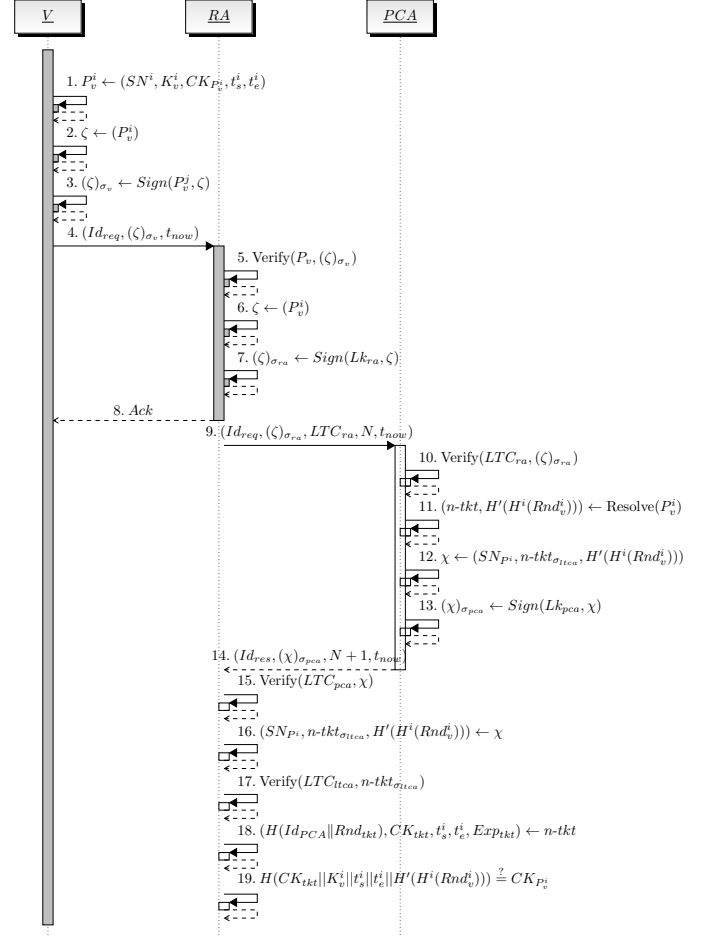 V RA PCA
1. P_v^i ← (SN^i, K_v^i, CK_{P_v^i}, t_s^i, t_e^i)
2. ζ ← (P_v^i)
3. (ζ)_{σ_v} ← Sign(P_v^j, ζ)
4. (Id_{req}, (ζ)_{σ_v}, t_{now})
5. Verify(P_v, (ζ)_{σ_v})
6. ζ ← (P_v^i)
7. (ζ)_{σ_{ra}} ← Sign(Lk_{ra}, ζ)
8. Ack
9. (Id_{req}, (ζ)_{σ_{ra}}, LTC_{ra}, N, t_{now})
10. Verify(LTC_{ra}, (ζ)_{σ_{ra}})
11. (n-tkt, H'(H^i(Rnd_v^i))) ← Resolve(P_v^i)
12. χ ← (SN_{P^i}, n-tkt_{σ_{ltca}}, H'(H^i(Rnd_v^i)))
13. (χ)_{σ_{pca}} ← Sign(Lk_{pca}, χ)
14. (Id_{res}, (χ)_{σ_{pca}}, N + 1, t_{now})
15. Verify(LTC_{pca}, χ)
16. (SN_{P^i}, n-tkt_{σ_{ltca}}, H'(H^i(Rnd_v^i))) ← χ
17. Verify(LTC_{ltca}, n-tkt_{σ_{ltca}})
18. (H(Id_{PCA}‖Rnd_{tkt}), CK_{tkt}, t_s^i, t_e^i, Exp_{tkt}) ← n-tkt
19. H(CK_{tkt}||K_v^i||t_s^i||t_e^i||H'(H^i(Rnd_v^i))) ≟ CK_{P_v^i}